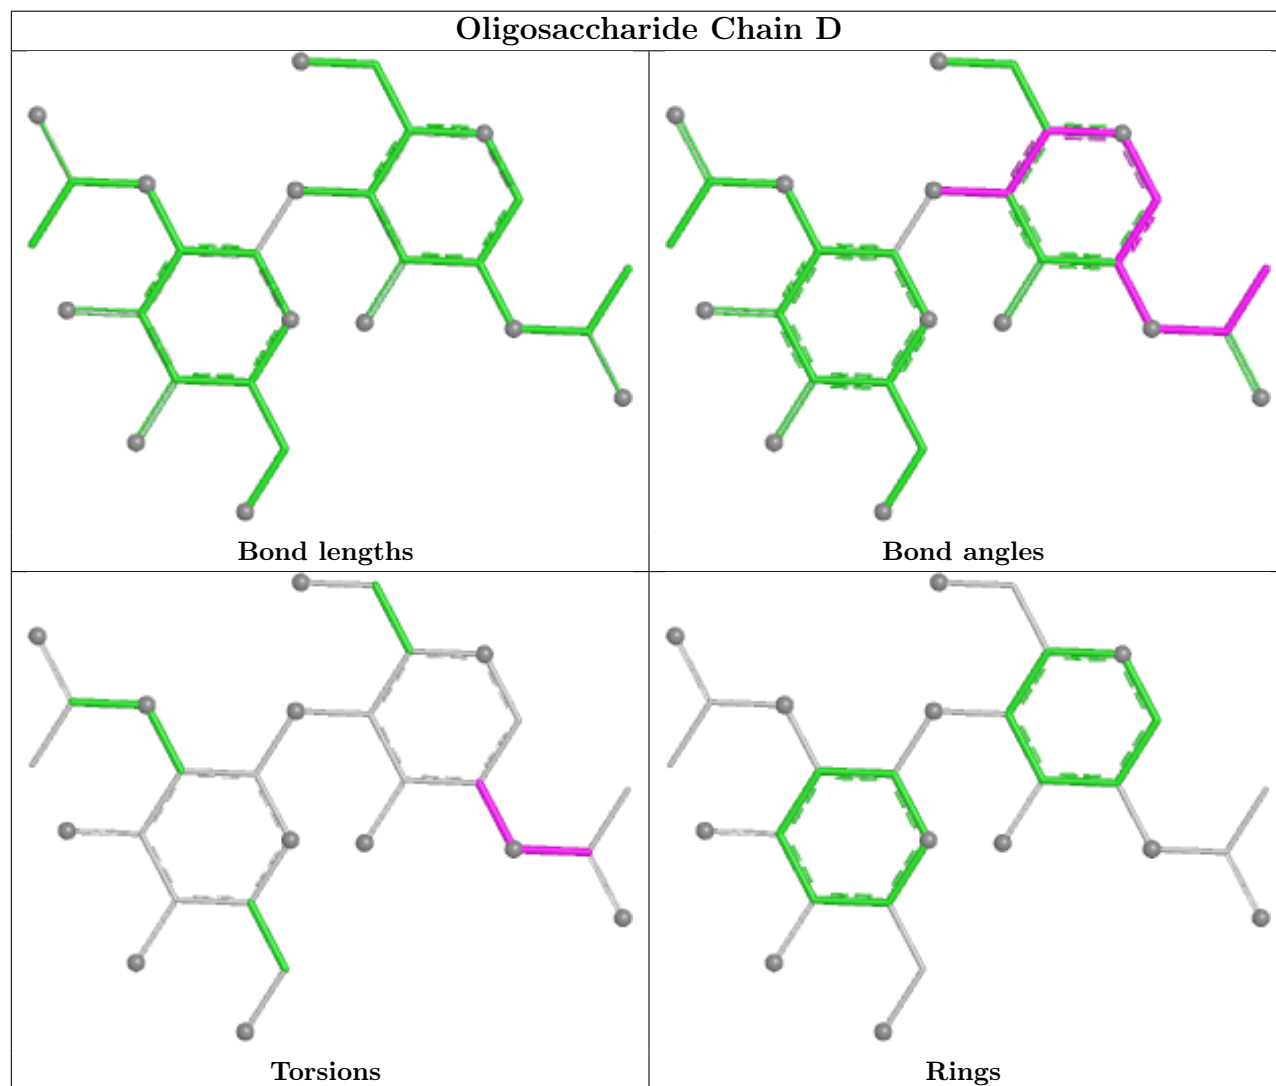 Oligosaccharide Chain D
Bond lengths
Bond angles
Torsions
Rings